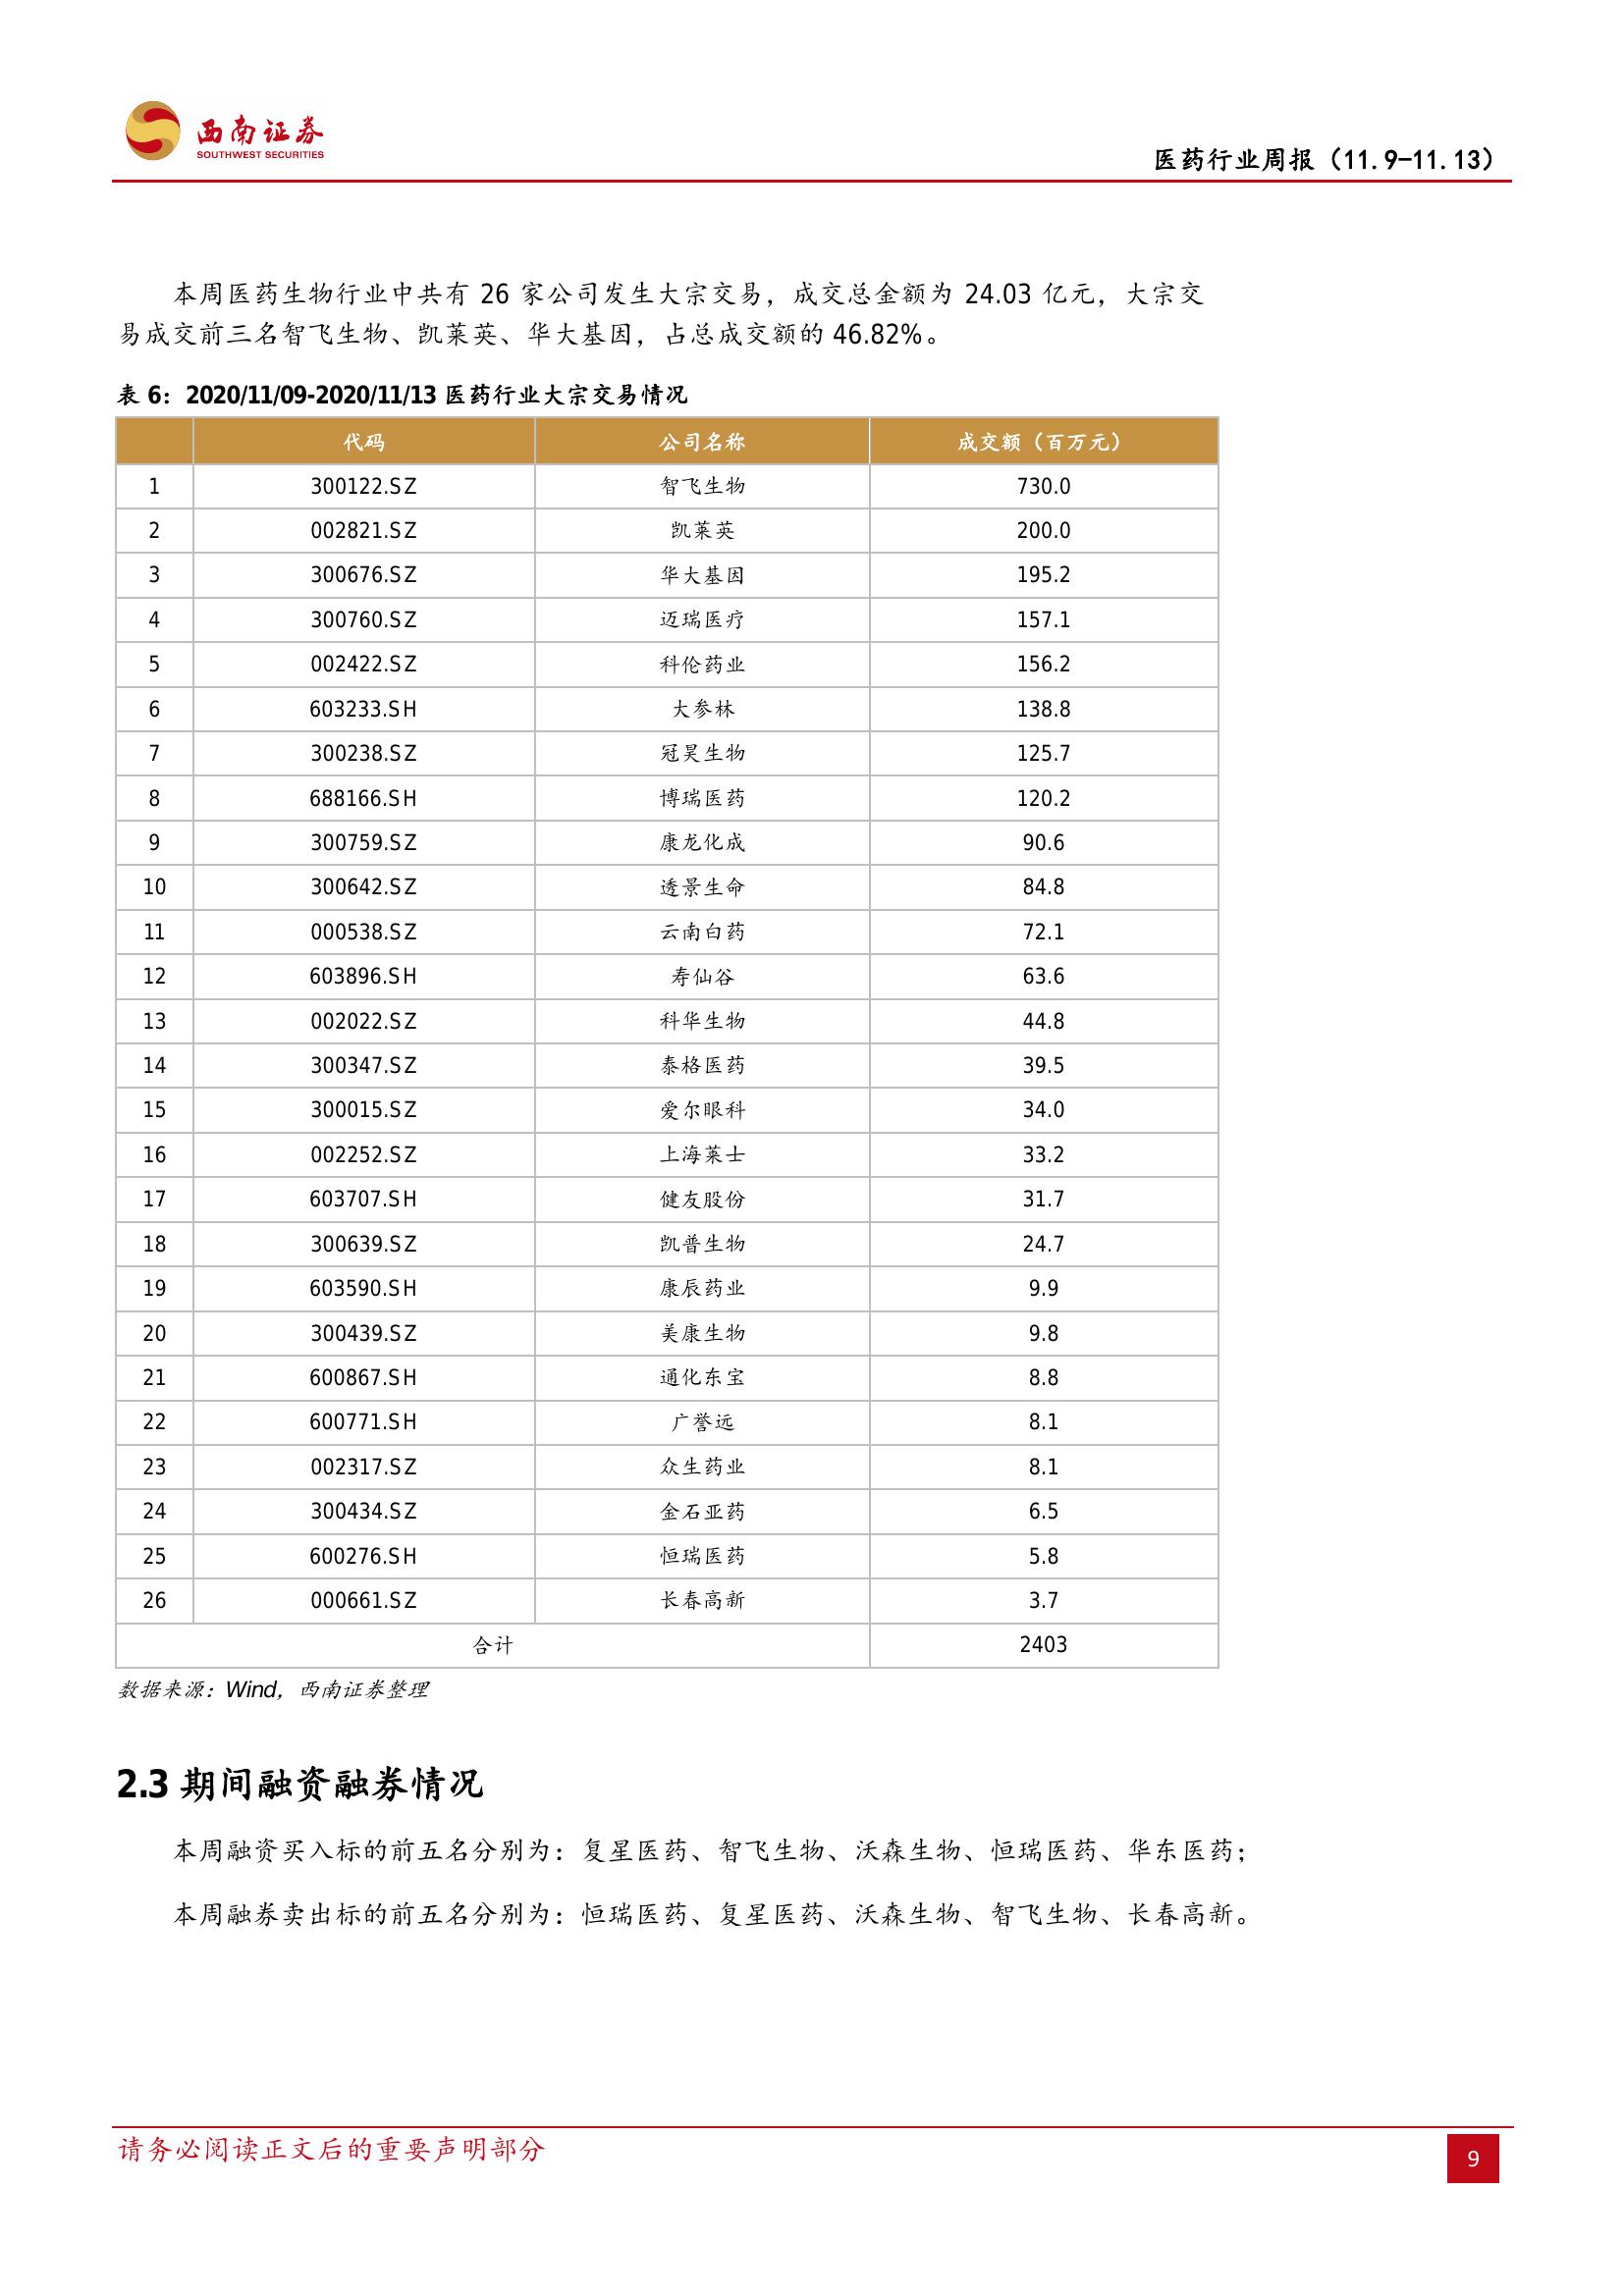 西南证券
SOUTHWEST SECURITIES
医药行业周报（11.9-11.13）
本周医药生物行业中共有 26 家公司发生大宗交易，成交总金额为 24.03 亿元，大宗交
易成交前三名智飞生物、凯莱英、华大基因，占总成交额的 46.82%。
表 6：2020/11/09-2020/11/13 医药行业大宗交易情况
代码 公司名称 成交额（百万元）
1 300122.SZ 智飞生物 730.0
2 002821.SZ 凯莱英 200.0
3 300676.SZ 华大基因 195.2
4 300760.SZ 迈瑞医疗 157.1
5 002422.SZ 科伦药业 156.2
6 603233.SH 大参林 138.8
7 300238.SZ 冠昊生物 125.7
8 688166.SH 博瑞医药 120.2
9 300759.SZ 康龙化成 90.6
10 300642.SZ 透景生命 84.8
11 000538.SZ 云南白药 72.1
12 603896.SH 寿仙谷 63.6
13 002022.SZ 科华生物 44.8
14 300347.SZ 泰格医药 39.5
15 300015.SZ 爱尔眼科 34.0
16 002252.SZ 上海莱士 33.2
17 603707.SH 健友股份 31.7
18 300639.SZ 凯普生物 24.7
19 603590.SH 康辰药业 9.9
20 300439.SZ 美康生物 9.8
21 600867.SH 通化东宝 8.8
22 600771.SH 广誉远 8.1
23 002317.SZ 众生药业 8.1
24 300434.SZ 金石亚药 6.5
25 600276.SH 恒瑞医药 5.8
26 000661.SZ 长春高新 3.7
合计 2403
数据来源：Wind，西南证券整理
2.3 期间融资融券情况
本周融资买入标的前五名分别为：复星医药、智飞生物、沃森生物、恒瑞医药、华东医药；
本周融券卖出标的前五名分别为：恒瑞医药、复星医药、沃森生物、智飞生物、长春高新。
请务必阅读正文后的重要声明部分
9